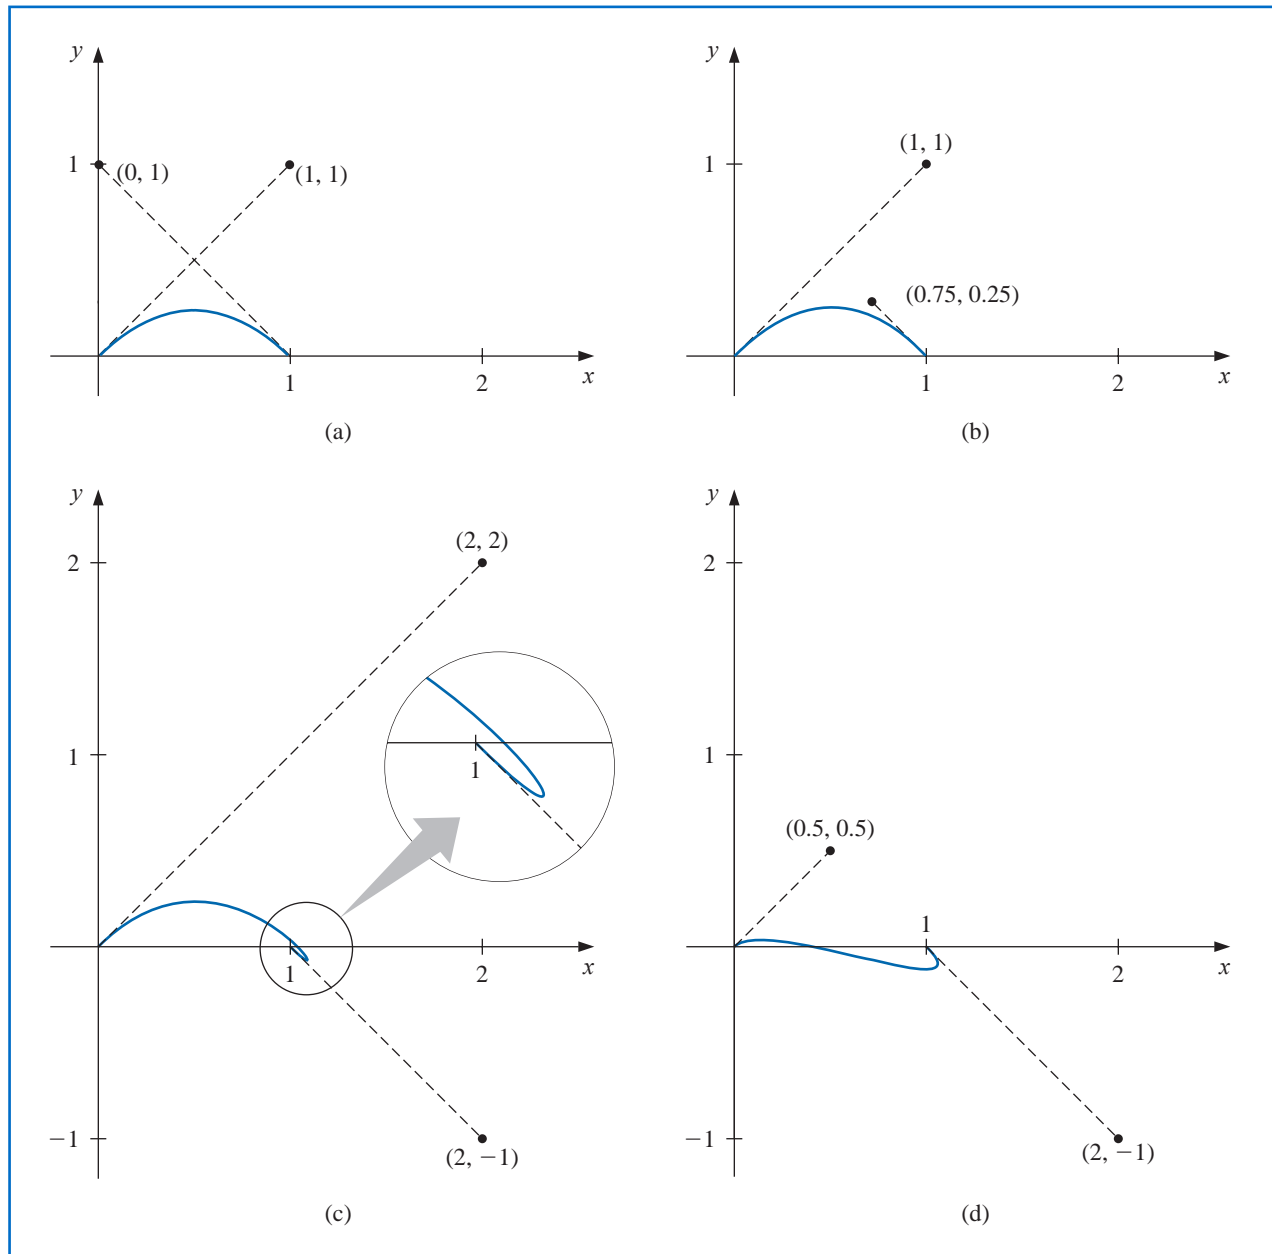 y
1
(0, 1)
(1, 1)
1
2
x
(a)
y
1
(1, 1)
(0.75, 0.25)
1
2
x
(b)
y
2
(2, 2)
1
1
1
2
x
−1
(2, −1)
(c)
y
2
1
(0.5, 0.5)
1
2
x
−1
(2, −1)
(d)